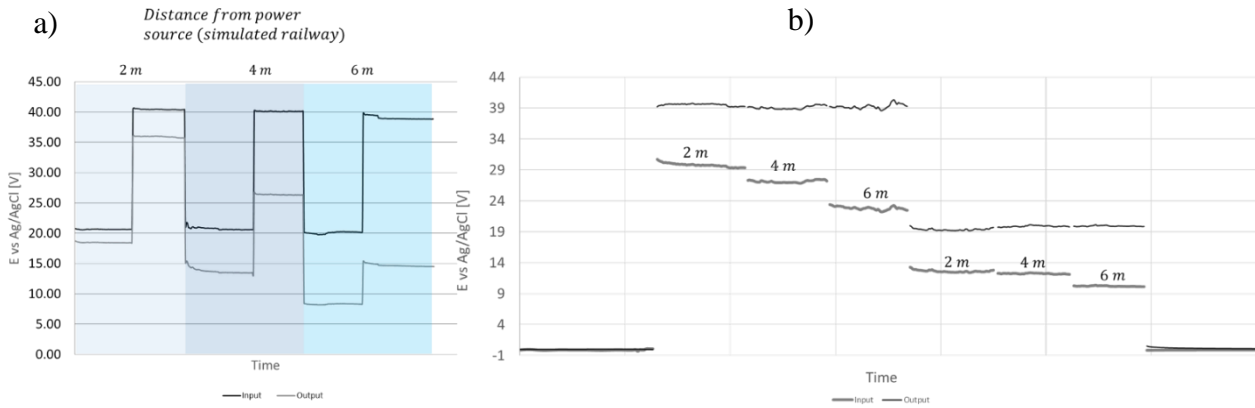 a)
Distance from power
source (simulated railway)
2 m 4 m 6 m
45.00
40.00
35.00
30.00
25.00
20.00
15.00
10.00
5.00
0.00
E vs Ag/AgCl [V]
Time
Input Output
b)
44
39
34
29
24
19
14
9
4
-1
E vs Ag/AgCl [V]
2 m
4 m
6 m
2 m
4 m
6 m
Time
Input Output